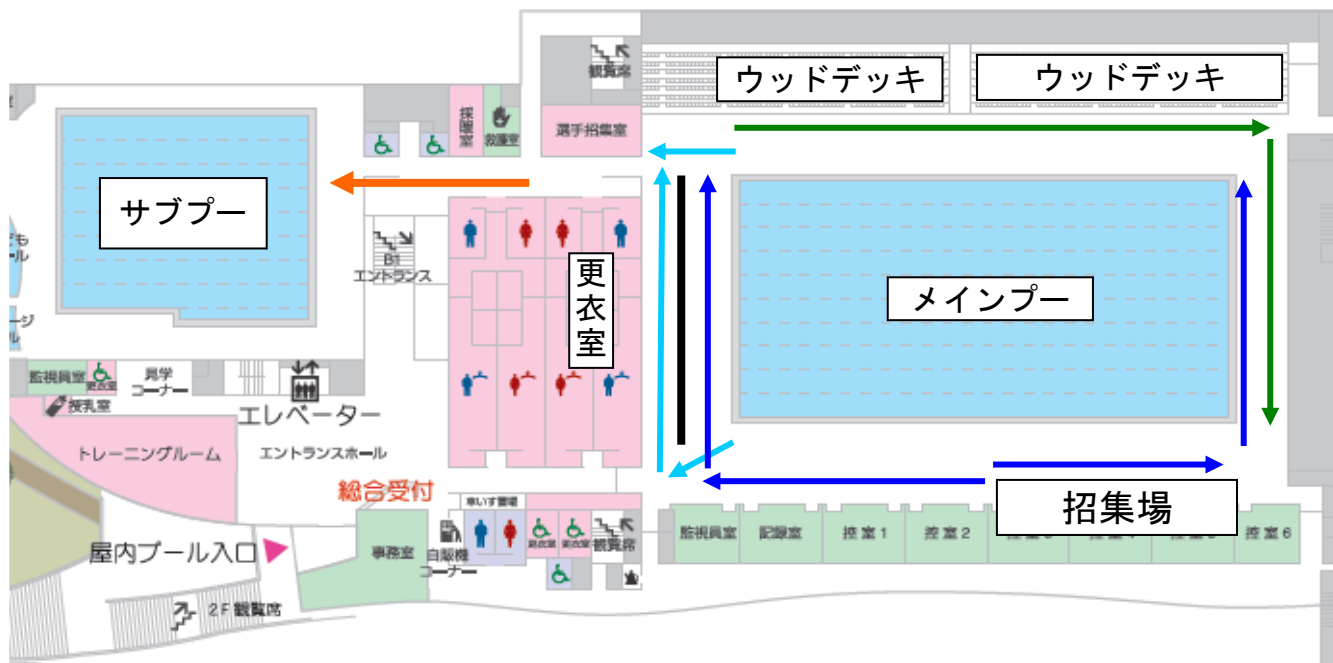 観覧席
ウッドデッキ
ウッドデッキ
採暖室
救護室
選手招集室
サブプー
B1
エントランス
更衣室
メインプー
監視員室
更衣室
見学
コーナー
授乳室
エレベーター
トレーニングルーム
エントランスホール
総合受付
車いす置場
招集場
屋内プール入口
事務室
自販機
コーナー
更衣室
更衣室
観覧席
監視員室
記録室
控室1
控室2
控室6
2F観覧席